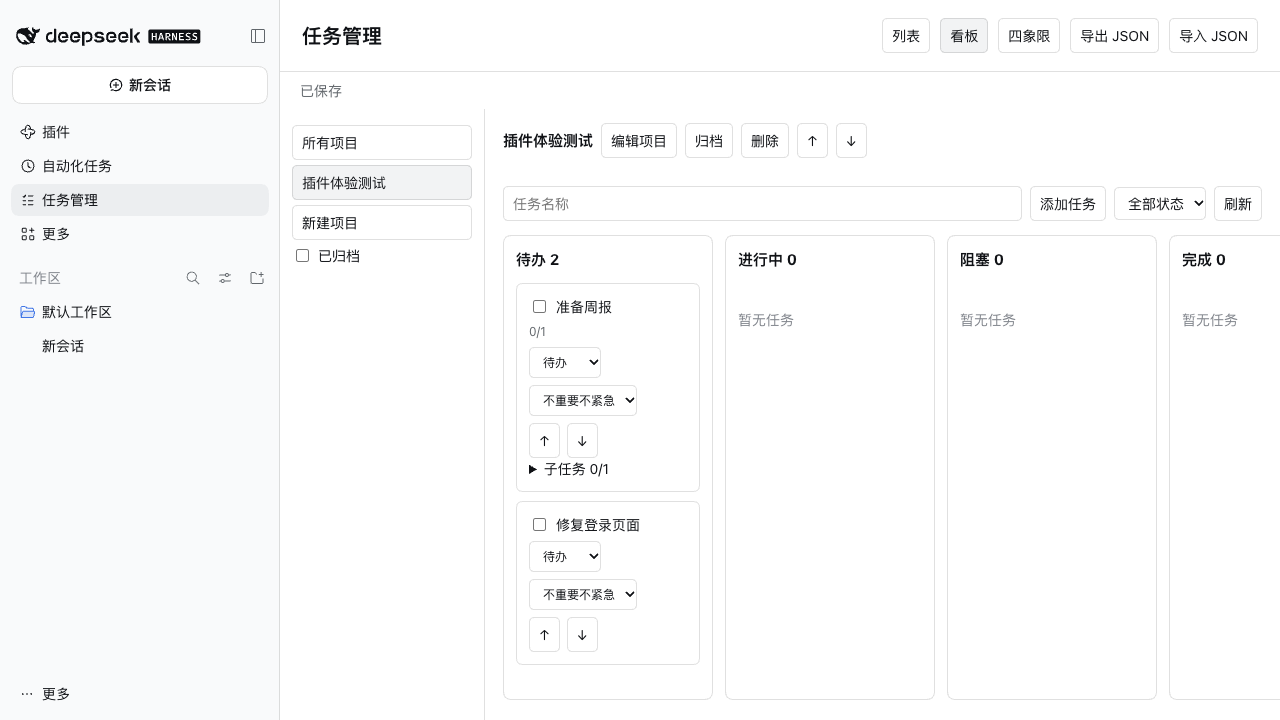 deepseek HARNESS
新会话
插件
自动化任务
任务管理
更多
工作区
默认工作区
新会话
更多
任务管理
列表
看板
四象限
导出 JSON
导入 JSON
已保存
所有项目
插件体验测试
新建项目
已归档
插件体验测试
编辑项目
归档
删除
↑
↓
任务名称
添加任务
全部状态
刷新
待办 2
准备周报
0/1
待办
不重要不紧急
↑
↓
子任务 0/1
修复登录页面
待办
不重要不紧急
↑
↓
进行中 0
暂无任务
阻塞 0
暂无任务
完成 0
暂无任务